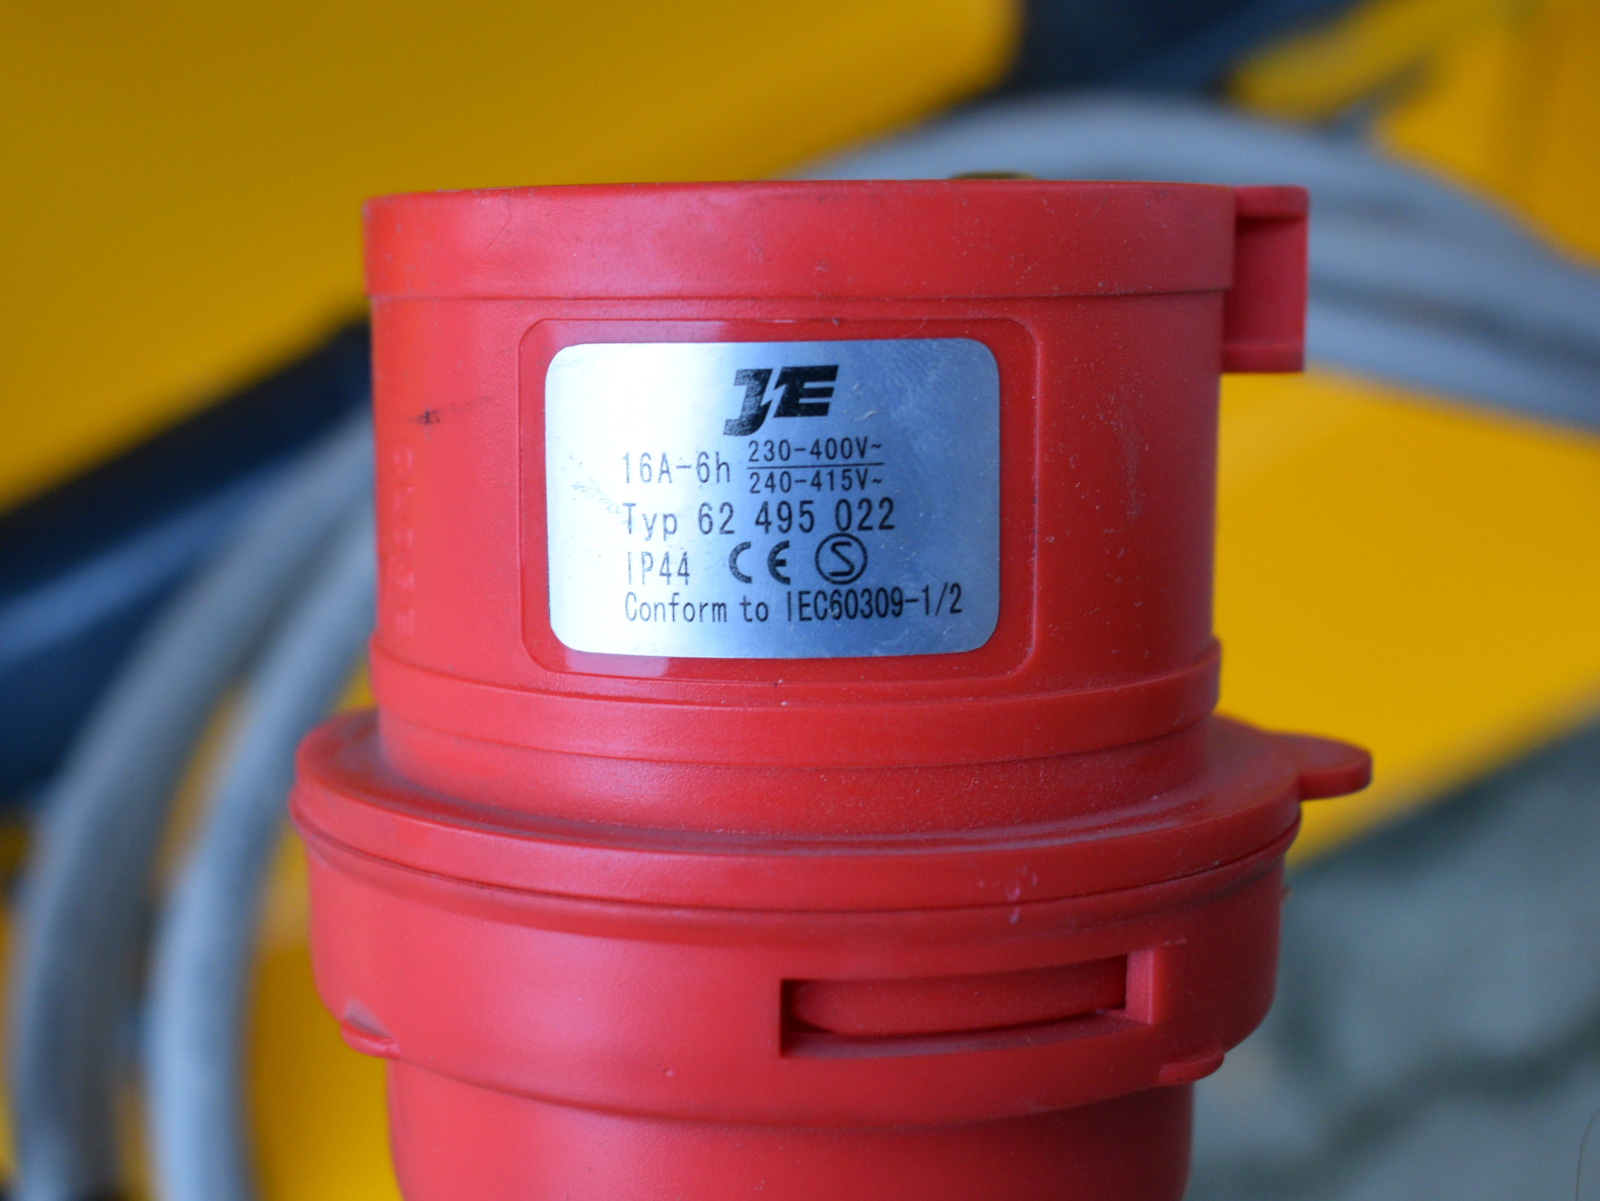 JE
16A-6h 230-400V~
240-415V~
Typ 62 495 022
IP44 CE S
Conform to IEC60309-1/2